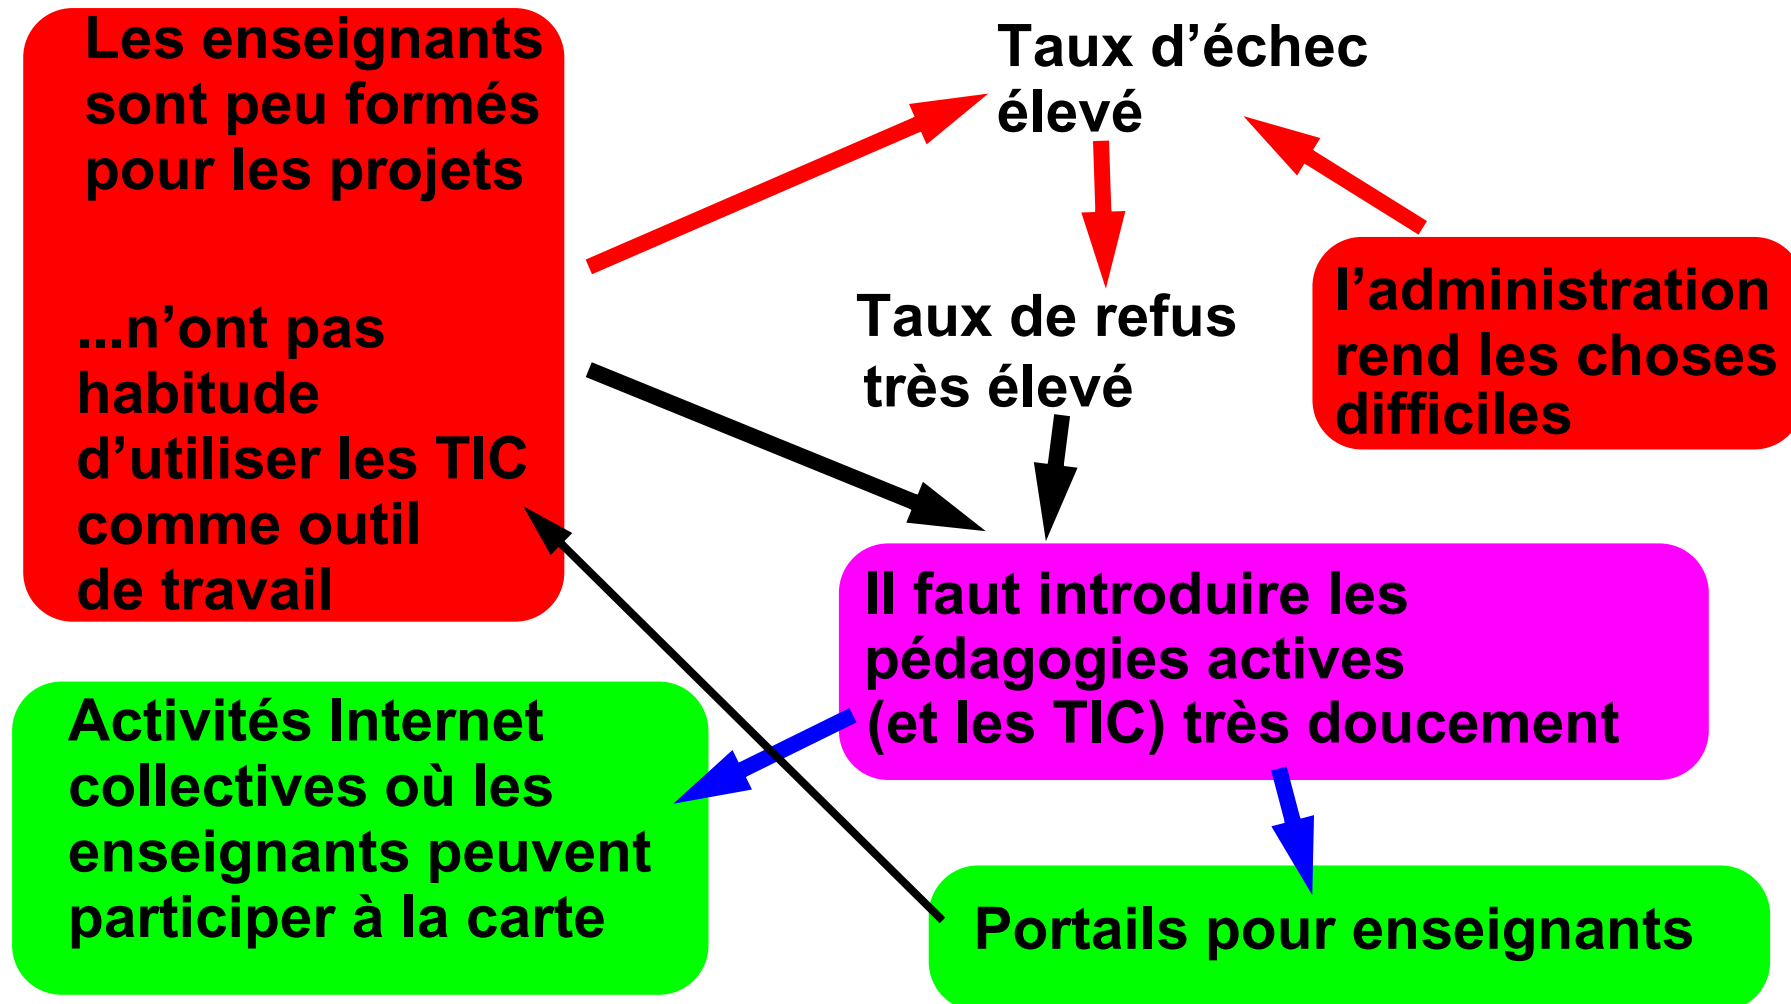 Les enseignants
sont peu formés
pour les projets
...n’ont pas
habitude
d’utiliser les TIC
comme outil
de travail
Taux d’échec
élevé
Taux de refus
très élevé
l’administration
rend les choses
difficiles
Il faut introduire les
pédagogies actives
(et les TIC) très doucement
Activités Internet
collectives où les
enseignants peuvent
participer à la carte
Portails pour enseignants